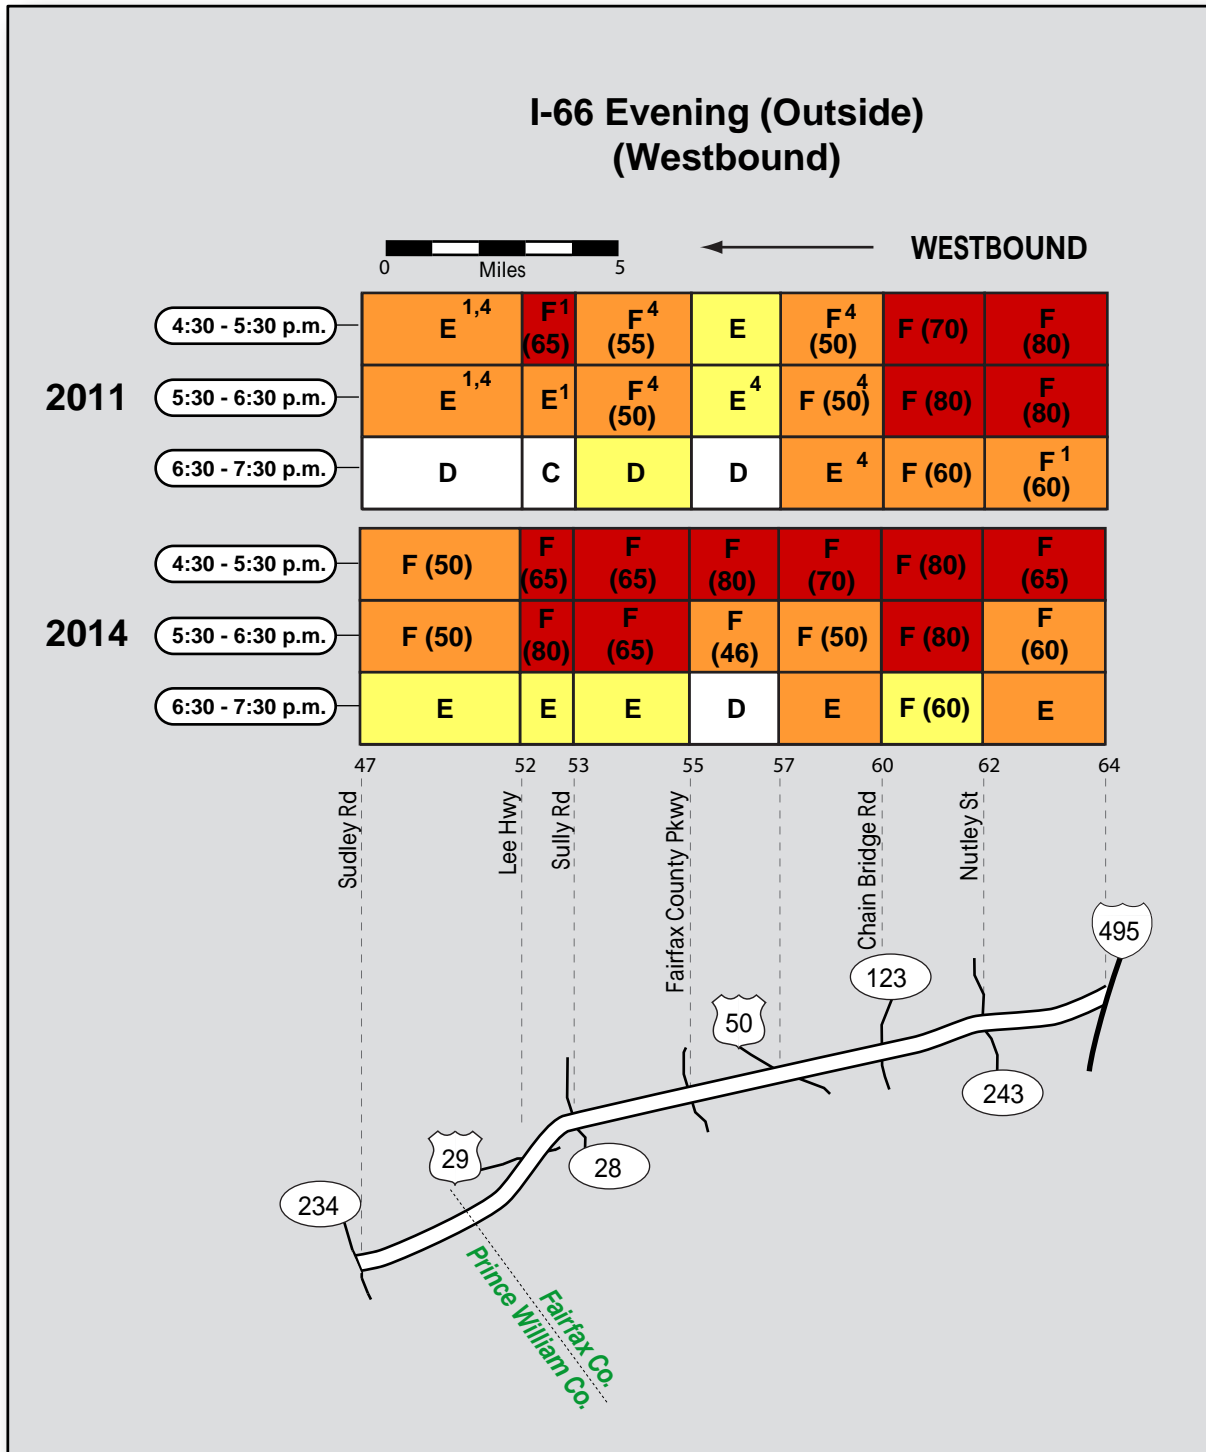 I-66 Evening (Outside)
(Westbound)
WESTBOUND
0 Miles 5
2011
4:30 - 5:30 p.m. E 1,4 F 1 (65) F 4 (55) E F 4 (50) F (70) F (80)
5:30 - 6:30 p.m. E 1,4 E 1 F 4 (50) E 4 F (50) 4 F (80) F (80)
6:30 - 7:30 p.m. D C D D E 4 F (60) F 1 (60)
2014
4:30 - 5:30 p.m. F (50) F (65) F (65) F (80) F (70) F (80) F (65)
5:30 - 6:30 p.m. F (50) F (80) F (65) F (46) F (50) F (80) F (60)
6:30 - 7:30 p.m. E E E D E F (60) E
47 52 53 55 57 60 62 64
Sudley Rd
Lee Hwy
Sully Rd
Fairfax County Pkwy
Chain Bridge Rd
Nutley St
495
123
50
243
29
28
234
Fairfax Co.
Prince William Co.